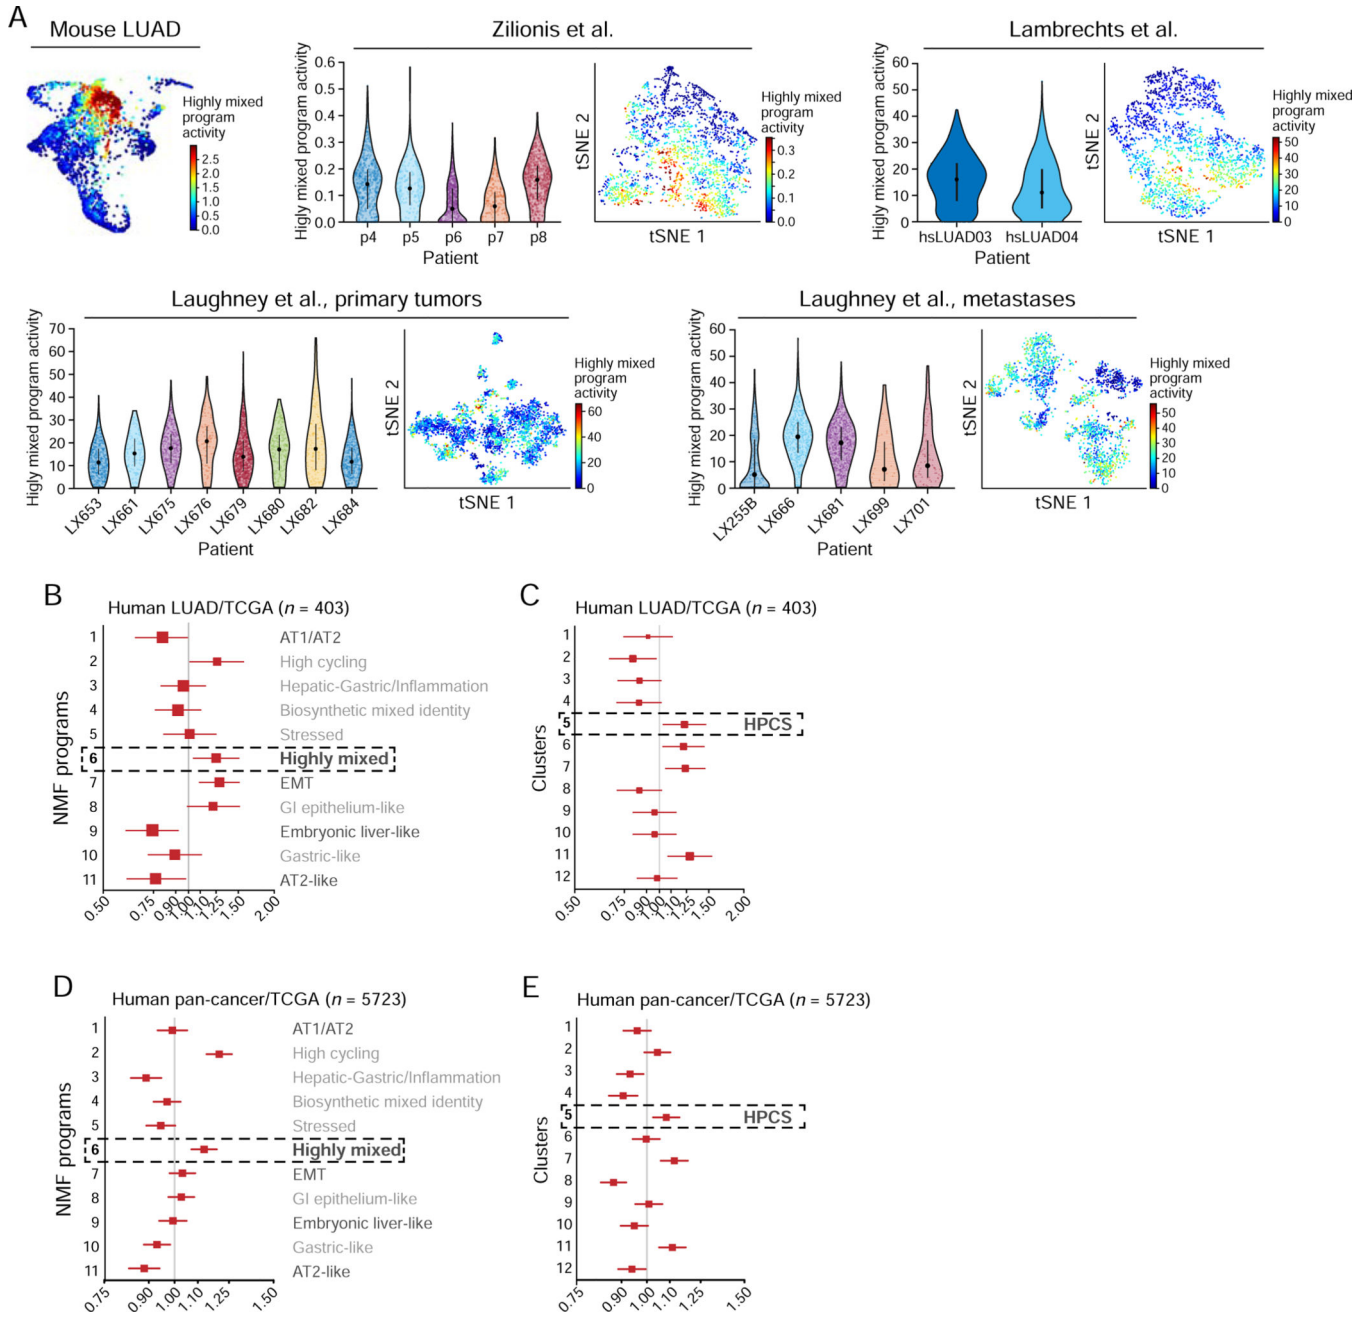 A
Mouse LUAD
Highly mixed
program
activity
2.5
2.0
1.5
1.0
0.5
0.0
Zilionis et al.
Higly mixed program activity
0.6
0.5
0.4
0.3
0.2
0.1
0.0
p4 p5 p6 p7 p8
Patient
tSNE 2
tSNE 1
Highly mixed
program
activity
0.3
0.2
0.1
0.0
Lambrechts et al.
Higly mixed program activity
60
50
40
30
20
10
0
hsLUAD03 hsLUAD04
Patient
tSNE 2
tSNE 1
Highly mixed
program
activity
50
40
30
20
10
0
Laughney et al., primary tumors
Higly mixed program activity
70
60
50
40
30
20
10
0
LX653 LX661 LX675 LX676 LX679 LX680 LX682 LX684
Patient
tSNE 2
tSNE 1
Highly mixed
program
activity
60
40
20
0
Laughney et al., metastases
Higly mixed program activity
60
50
40
30
20
10
0
LX255B LX666 LX681 LX699 LX701
Patient
tSNE 2
tSNE 1
Highly mixed
program
activity
50
40
30
20
10
0
B
Human LUAD/TCGA (n = 403)
NMF programs
1 AT1/AT2
2 High cycling
3 Hepatic-Gastric/Inflammation
4 Biosynthetic mixed identity
5 Stressed
6 Highly mixed
7 EMT
8 GI epithelium-like
9 Embryonic liver-like
10 Gastric-like
11 AT2-like
0.50 0.75 0.90 1.00 1.10 1.25 1.50 2.00
C
Human LUAD/TCGA (n = 403)
Clusters
1
2
3
4
5 HPCS
6
7
8
9
10
11
12
0.50 0.75 0.90 1.00 1.10 1.25 1.50 2.00
D
Human pan-cancer/TCGA (n = 5723)
NMF programs
1 AT1/AT2
2 High cycling
3 Hepatic-Gastric/Inflammation
4 Biosynthetic mixed identity
5 Stressed
6 Highly mixed
7 EMT
8 GI epithelium-like
9 Embryonic liver-like
10 Gastric-like
11 AT2-like
0.75 0.90 1.00 1.10 1.25 1.50
E
Human pan-cancer/TCGA (n = 5723)
Clusters
1
2
3
4
5 HPCS
6
7
8
9
10
11
12
0.75 0.90 1.00 1.10 1.25 1.50